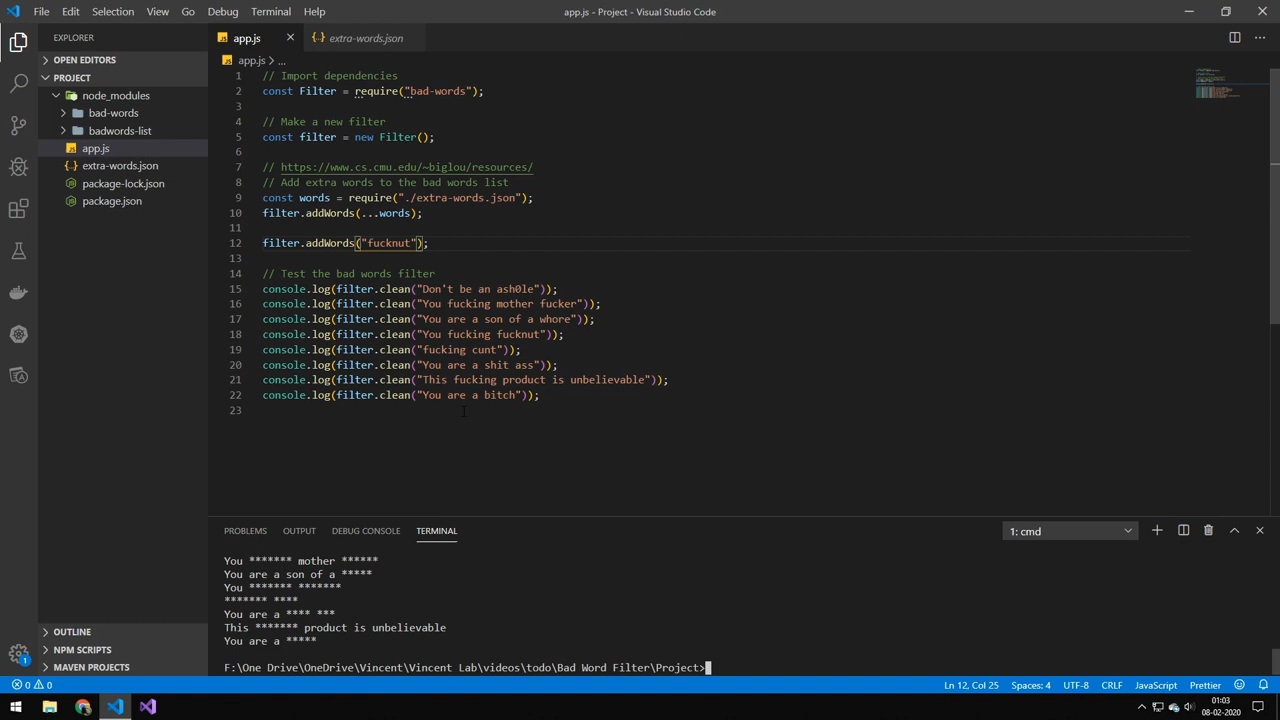 File Edit Selection View Go Debug Terminal Help
app.js - Project - Visual Studio Code
EXPLORER
OPEN EDITORS
PROJECT
node_modules
bad-words
badwords-list
app.js
extra-words.json
package-lock.json
package.json
OUTLINE
NPM SCRIPTS
MAVEN PROJECTS
app.js
extra-words.json
app.js > ...
1 // Import dependencies
2 const Filter = require("bad-words");
3
4 // Make a new filter
5 const filter = new Filter();
6
7 // https://www.cs.cmu.edu/~biglou/resources/
8 // Add extra words to the bad words list
9 const words = require("./extra-words.json");
10 filter.addWords(...words);
11
12 filter.addWords("fucknut");
13
14 // Test the bad words filter
15 console.log(filter.clean("Don't be an ash0le"));
16 console.log(filter.clean("You fucking mother fucker"));
17 console.log(filter.clean("You are a son of a whore"));
18 console.log(filter.clean("You fucking fucknut"));
19 console.log(filter.clean("fucking cunt"));
20 console.log(filter.clean("You are a shit ass"));
21 console.log(filter.clean("This fucking product is unbelievable"));
22 console.log(filter.clean("You are a bitch"));
23
PROBLEMS OUTPUT DEBUG CONSOLE TERMINAL
1: cmd
You ******* mother ******
You are a son of a *****
You ******* *******
******* ****
You are a **** ***
This ******* product is unbelievable
You are a *****
F:\One Drive\OneDrive\Vincent\Vincent Lab\videos\todo\Bad Word Filter\Project>
1
0 0
Ln 12, Col 25 Spaces: 4 UTF-8 CRLF JavaScript Prettier
01:03
08-02-2020